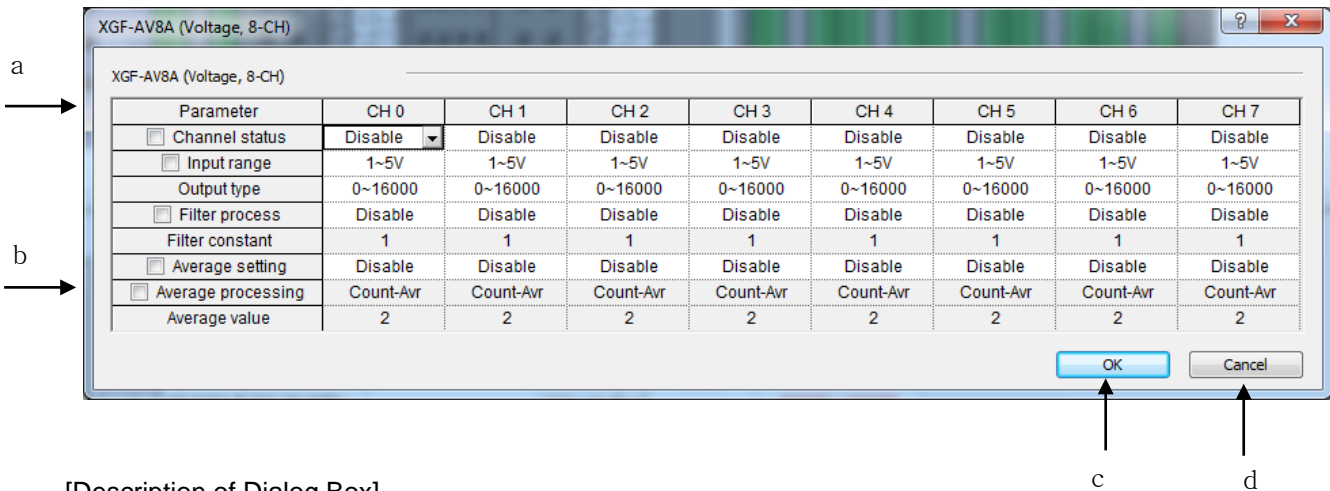 XGF-AV8A (Voltage, 8-CH)
a
XGF-AV8A (Voltage, 8-CH)
Parameter CH 0 CH 1 CH 2 CH 3 CH 4 CH 5 CH 6 CH 7
Channel status Disable Disable Disable Disable Disable Disable Disable Disable
Input range 1~5V 1~5V 1~5V 1~5V 1~5V 1~5V 1~5V 1~5V
Output type 0~16000 0~16000 0~16000 0~16000 0~16000 0~16000 0~16000 0~16000
Filter process Disable Disable Disable Disable Disable Disable Disable Disable
Filter constant 1 1 1 1 1 1 1 1
b
Average setting Disable Disable Disable Disable Disable Disable Disable Disable
Average processing Count-Avr Count-Avr Count-Avr Count-Avr Count-Avr Count-Avr Count-Avr Count-Avr
Average value 2 2 2 2 2 2 2 2
OK Cancel
c d
[Description of Dialog Box]